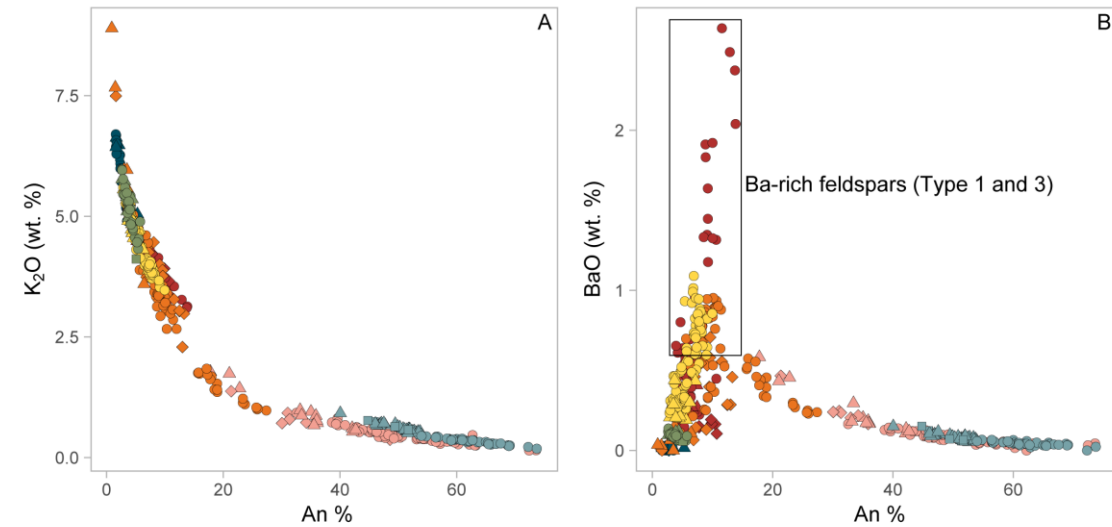 A
7.5
5.0
2.5
0.0
K₂O (wt. %)
0
20
40
60
An %
B
2
1
0
BaO (wt. %)
Ba-rich feldspars (Type 1 and 3)
0
20
40
60
An %